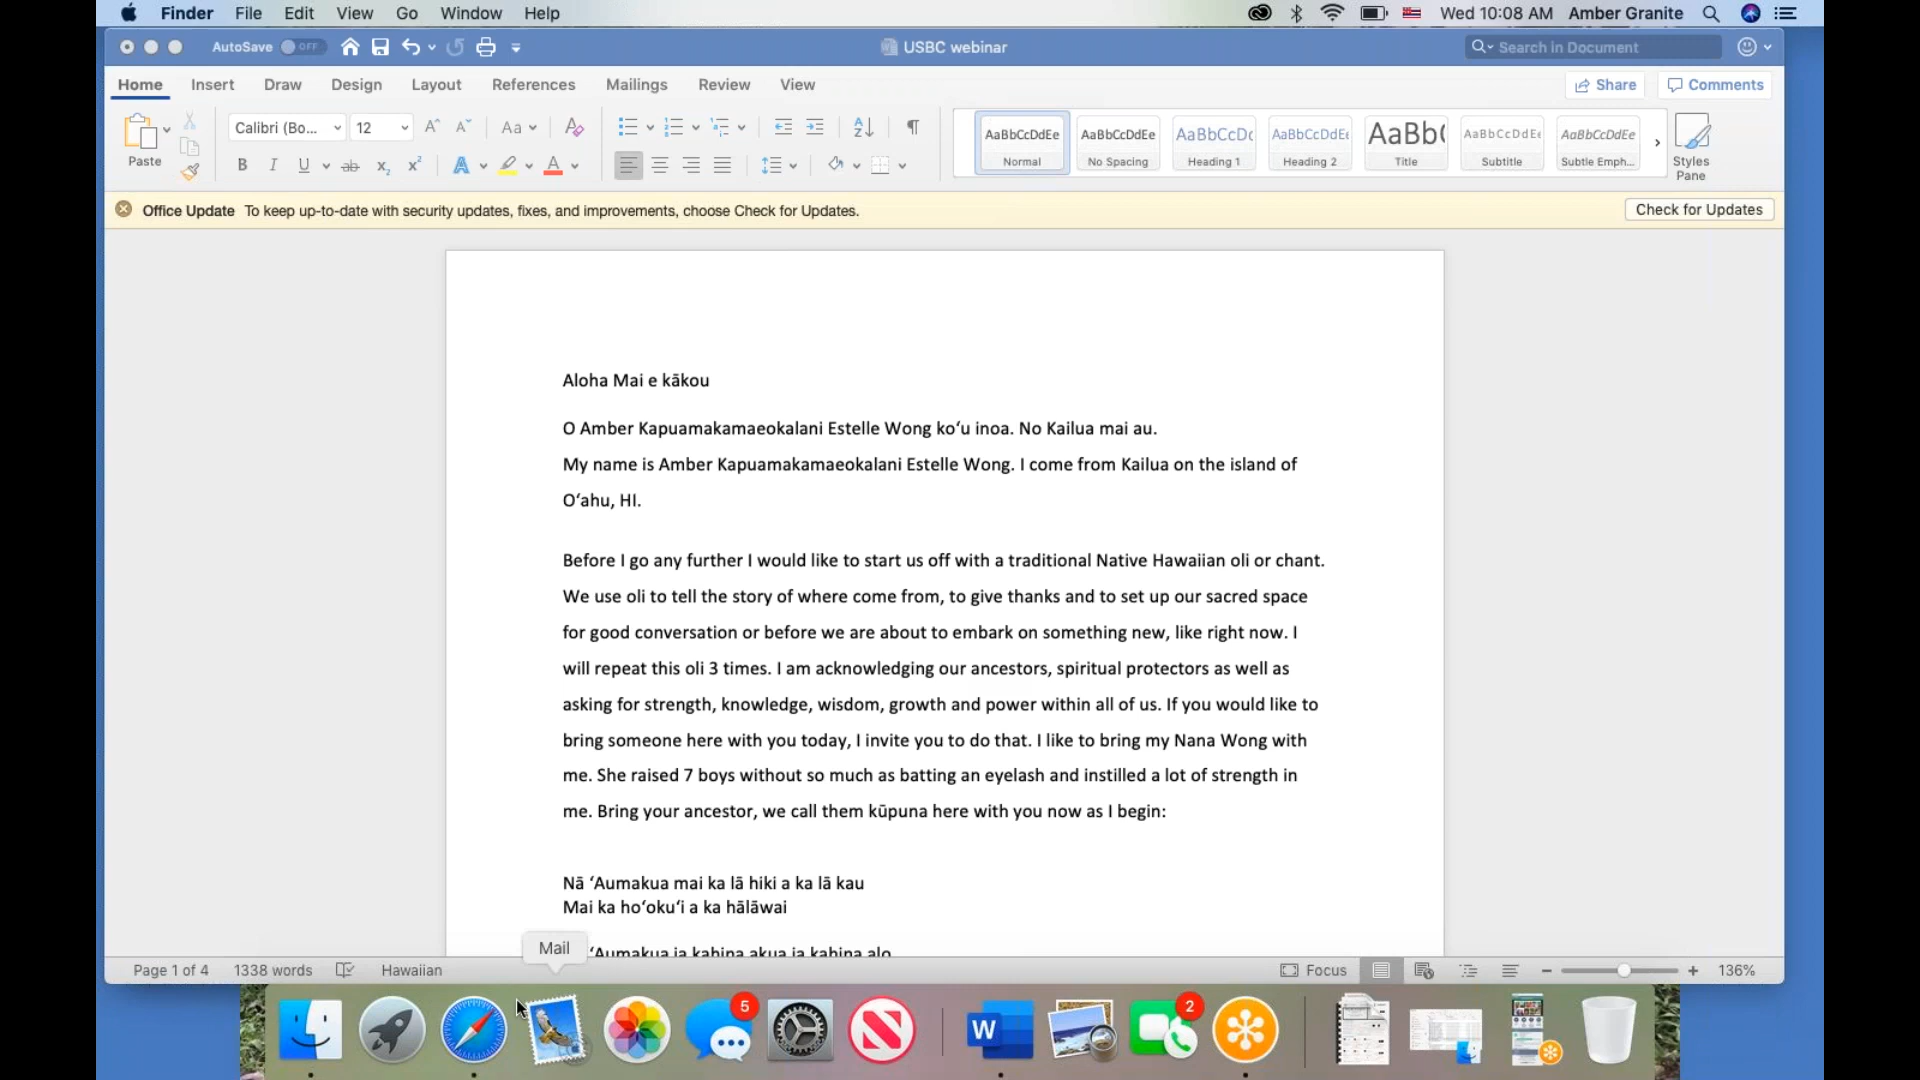 Finder File Edit View Go Window Help Wed 10:08 AM Amber Granite
AutoSave OFF USBC webinar Search in Document
Home Insert Draw Design Layout References Mailings Review View Share Comments
Calibri (Bo... 12 Aa
Paste
AaBbCcDdEe AaBbCcDdEe AaBbCcDc AaBbCcDdEe AaBb( AaBbCcDdEe AaBbCcDdEe
Normal No Spacing Heading 1 Heading 2 Title Subtitle Subtle Emph... Styles Pane
Office Update To keep up-to-date with security updates, fixes, and improvements, choose Check for Updates. Check for Updates
Aloha Mai e kākou
O Amber Kapuamakamaeokalani Estelle Wong koʻu inoa. No Kailua mai au.
My name is Amber Kapuamakamaeokalani Estelle Wong. I come from Kailua on the island of
Oʻahu, HI.
Before I go any further I would like to start us off with a traditional Native Hawaiian oli or chant.
We use oli to tell the story of where come from, to give thanks and to set up our sacred space
for good conversation or before we are about to embark on something new, like right now. I
will repeat this oli 3 times. I am acknowledging our ancestors, spiritual protectors as well as
asking for strength, knowledge, wisdom, growth and power within all of us. If you would like to
bring someone here with you today, I invite you to do that. I like to bring my Nana Wong with
me. She raised 7 boys without so much as batting an eyelash and instilled a lot of strength in
me. Bring your ancestor, we call them kūpuna here with you now as I begin:
Nā ʻAumakua mai ka lā hiki a ka lā kau
Mai ka hoʻokuʻi a ka hālāwai
ʻAumakua ia kahina akua ia kahina alo
Mail
Page 1 of 4 1338 words Hawaiian Focus 136%
5 W 2